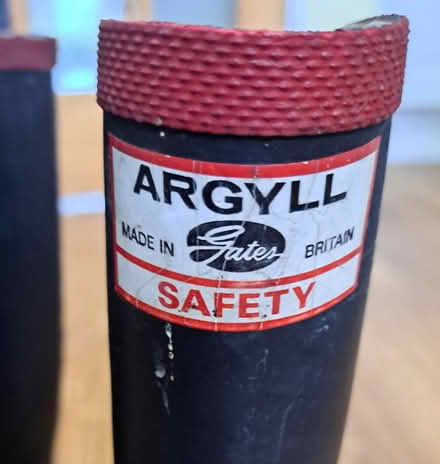 ARGYLL
MADE IN Gates BRITAIN
SAFETY